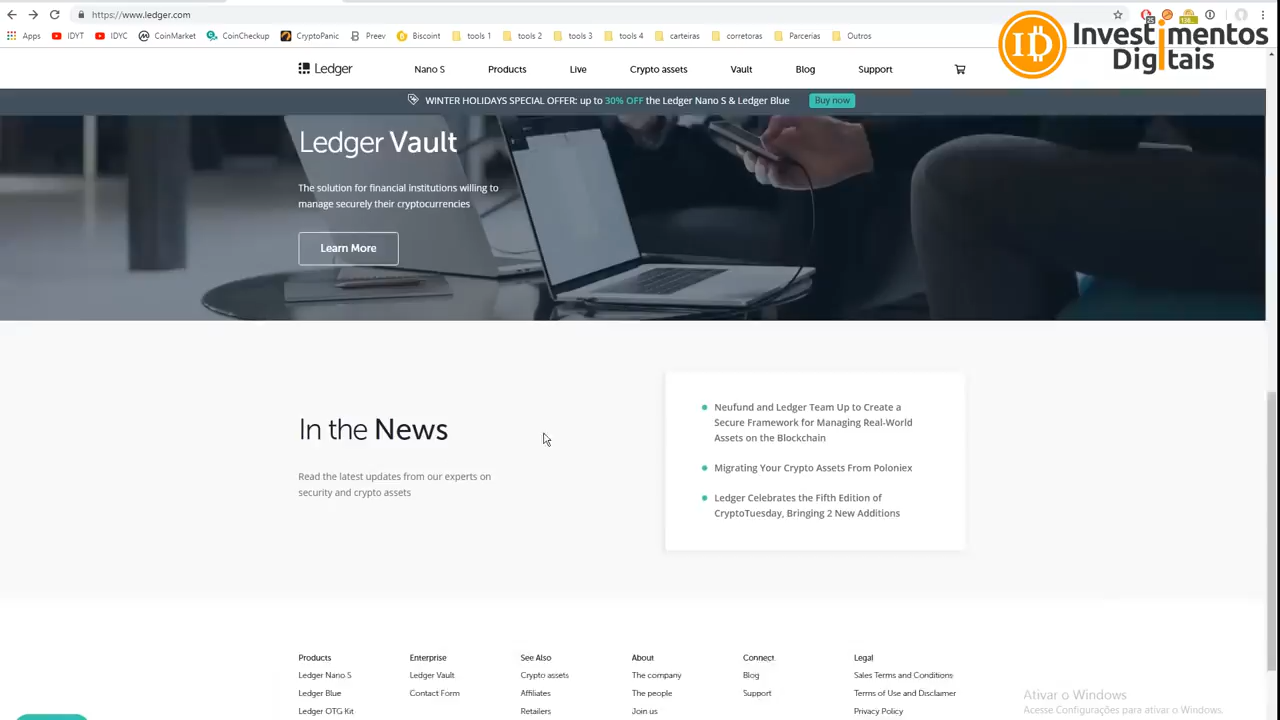 https://www.ledger.com
25
138...
Apps IDYT IDYC CoinMarket CoinCheckup CryptoPanic Preev Biscoint tools 1 tools 2 tools 3 tools 4 carteiras corretoras Parcerias Outros
ID Investimentos
Digitais
Ledger Nano S Products Live Crypto assets Vault Blog Support
WINTER HOLIDAYS SPECIAL OFFER: up to 30% OFF the Ledger Nano S & Ledger Blue Buy now
Ledger Vault
The solution for financial institutions willing to
manage securely their cryptocurrencies
Learn More
In the News
Read the latest updates from our experts on
security and crypto assets
Neufund and Ledger Team Up to Create a
Secure Framework for Managing Real-World
Assets on the Blockchain
Migrating Your Crypto Assets From Poloniex
Ledger Celebrates the Fifth Edition of
CryptoTuesday, Bringing 2 New Additions
Products Enterprise See Also About Connect Legal
Ledger Nano S Ledger Vault Crypto assets The company Blog Sales Terms and Conditions
Ledger Blue Contact Form Affiliates The people Support Terms of Use and Disclaimer
Ledger OTG Kit Retailers Join us Privacy Policy
Ativar o Windows
Acesse Configurações para ativar o Windows.